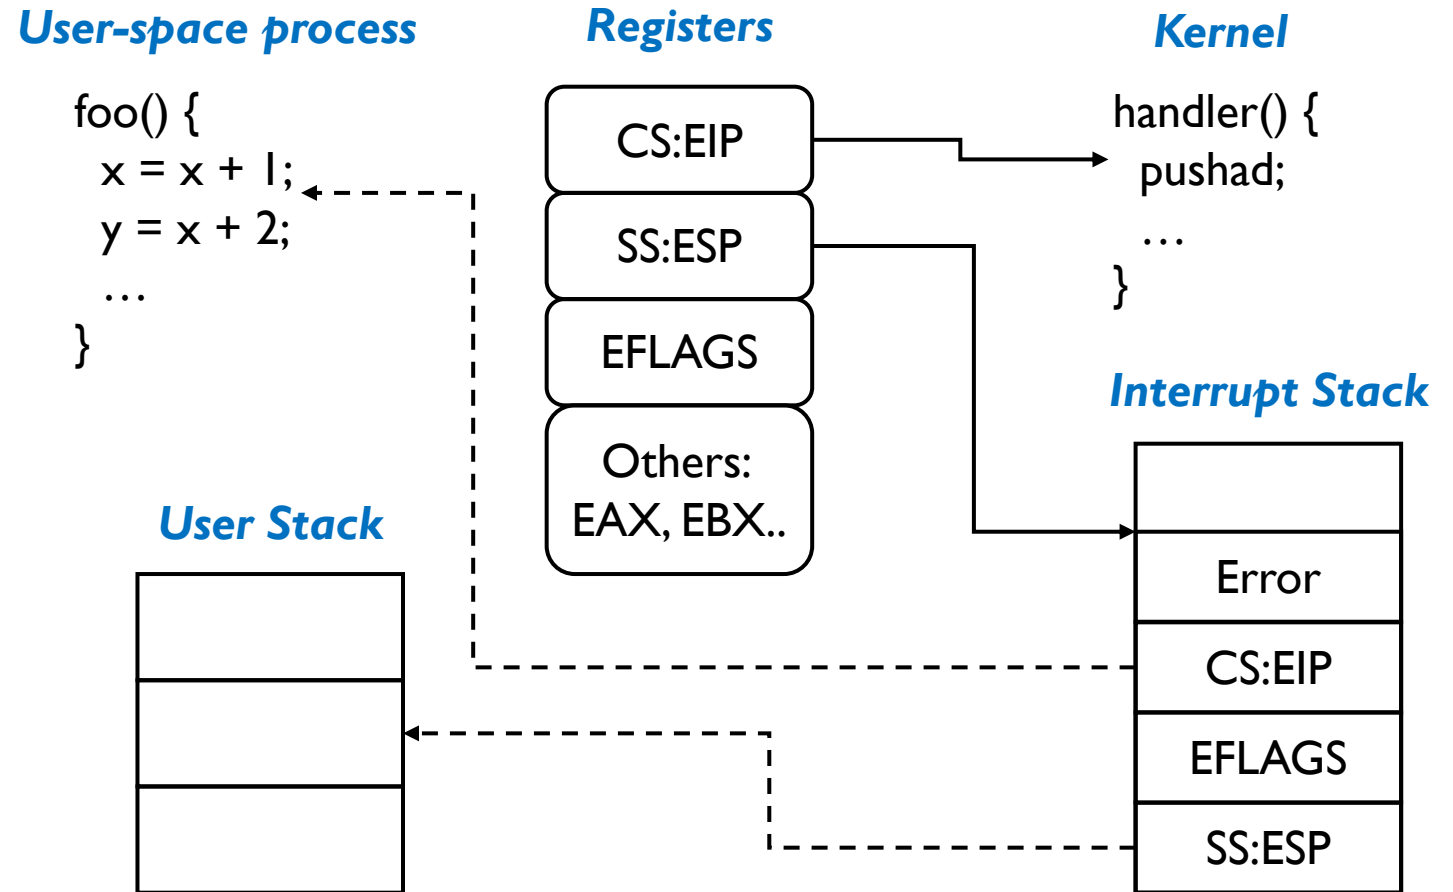 User-space process
foo() {
x = x + 1;
y = x + 2;
…
}
Registers
CS:EIP
SS:ESP
EFLAGS
Others:
EAX, EBX..
Kernel
handler() {
pushad;
…
}
User Stack
Interrupt Stack
Error
CS:EIP
EFLAGS
SS:ESP